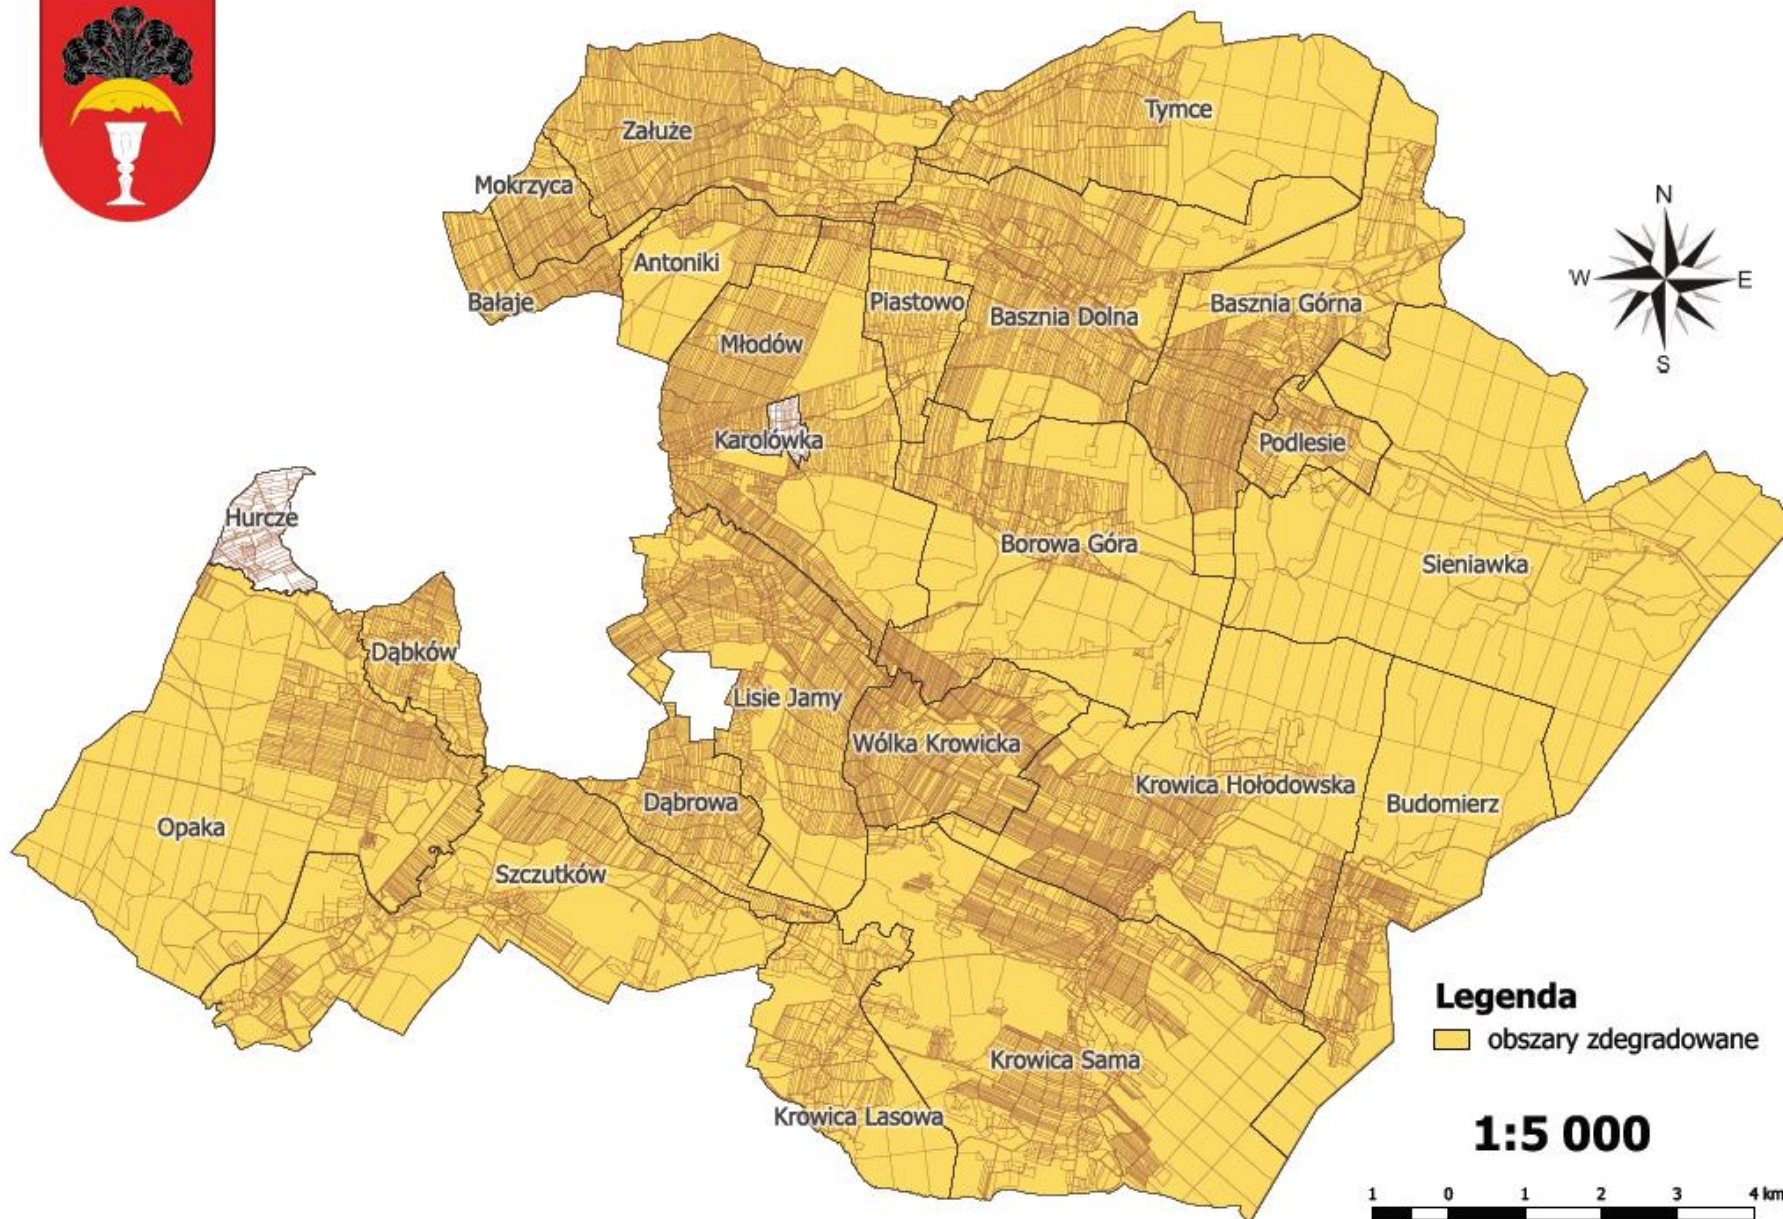 Tymce
Załuże
Mokrzyca
N
Antoniki
W
E
Bałaje
Piastowo
Basznia Dolna
Basznia Górna
Młodów
S
Karolówka
Podlesie
Hurcze
Borowa Góra
Sieniawka
Dąbków
Lisie Jamy
Wólka Krowicka
Krowica Hołodowska
Dąbrowa
Budomierz
Opaka
Szczutków
Legenda
obszary zdegradowane
Krowica Sama
Krowica Lasowa
1:5 000
1 0 1 2 3 4 km